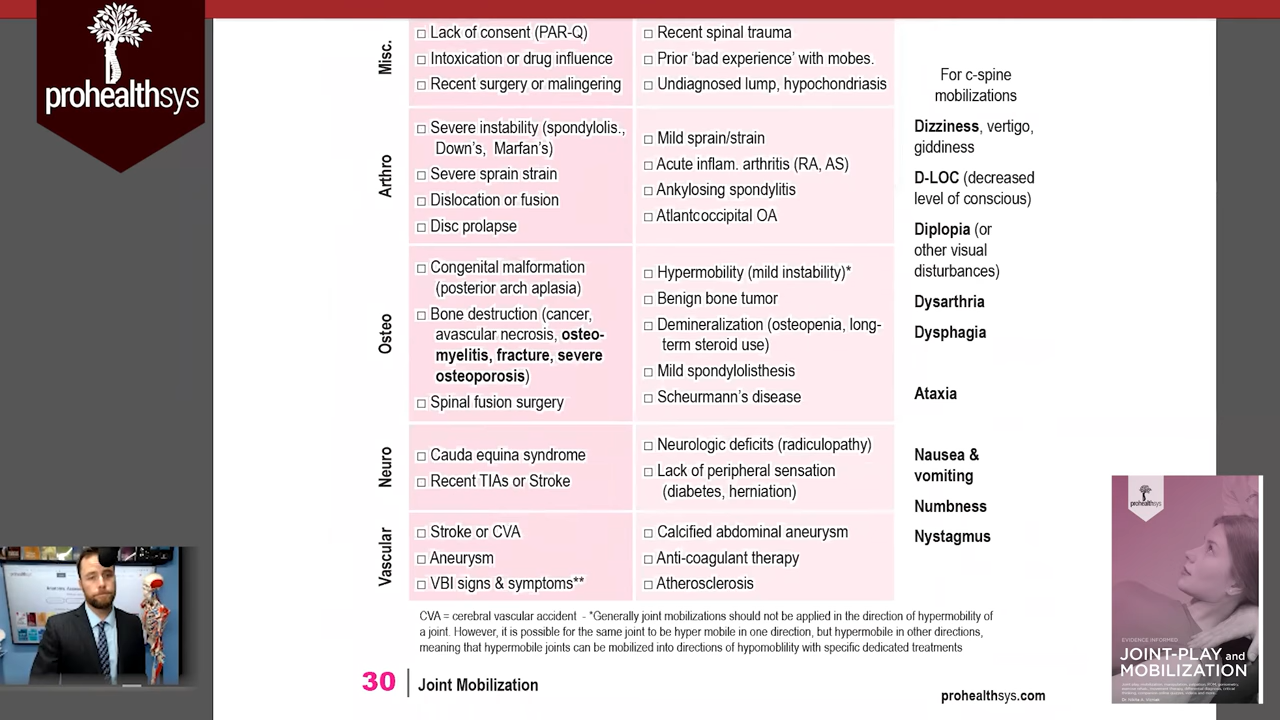 prohealthsys
Misc.
□ Lack of consent (PAR-Q)
□ Intoxication or drug influence
□ Recent surgery or malingering
□ Recent spinal trauma
□ Prior ‘bad experience’ with mobes.
□ Undiagnosed lump, hypochondriasis
Arthro
□ Severe instability (spondylolis.,
Down’s, Marfan’s)
□ Severe sprain strain
□ Dislocation or fusion
□ Disc prolapse
□ Mild sprain/strain
□ Acute inflam. arthritis (RA, AS)
□ Ankylosing spondylitis
□ Atlantcoccipital OA
Osteo
□ Congenital malformation
(posterior arch aplasia)
□ Bone destruction (cancer,
avascular necrosis, osteo-
myelitis, fracture, severe
osteoporosis)
□ Spinal fusion surgery
□ Hypermobility (mild instability)*
□ Benign bone tumor
□ Demineralization (osteopenia, long-
term steroid use)
□ Mild spondylolisthesis
□ Scheurmann’s disease
Neuro
□ Cauda equina syndrome
□ Recent TIAs or Stroke
□ Neurologic deficits (radiculopathy)
□ Lack of peripheral sensation
(diabetes, herniation)
Vascular
□ Stroke or CVA
□ Aneurysm
□ VBI signs & symptoms**
□ Calcified abdominal aneurysm
□ Anti-coagulant therapy
□ Atherosclerosis
For c-spine
mobilizations
Dizziness, vertigo,
giddiness
D-LOC (decreased
level of conscious)
Diplopia (or
other visual
disturbances)
Dysarthria
Dysphagia
Ataxia
Nausea &
vomiting
Numbness
Nystagmus
CVA = cerebral vascular accident - *Generally joint mobilizations should not be applied in the direction of hypermobility of
a joint. However, it is possible for the same joint to be hyper mobile in one direction, but hypermobile in other directions,
meaning that hypermobile joints can be mobilized into directions of hypomoblility with specific dedicated treatments
30 Joint Mobilization
prohealthsys.com
prohealthsys
EVIDENCE INFORMED
JOINT-PLAY and
MOBILIZATION